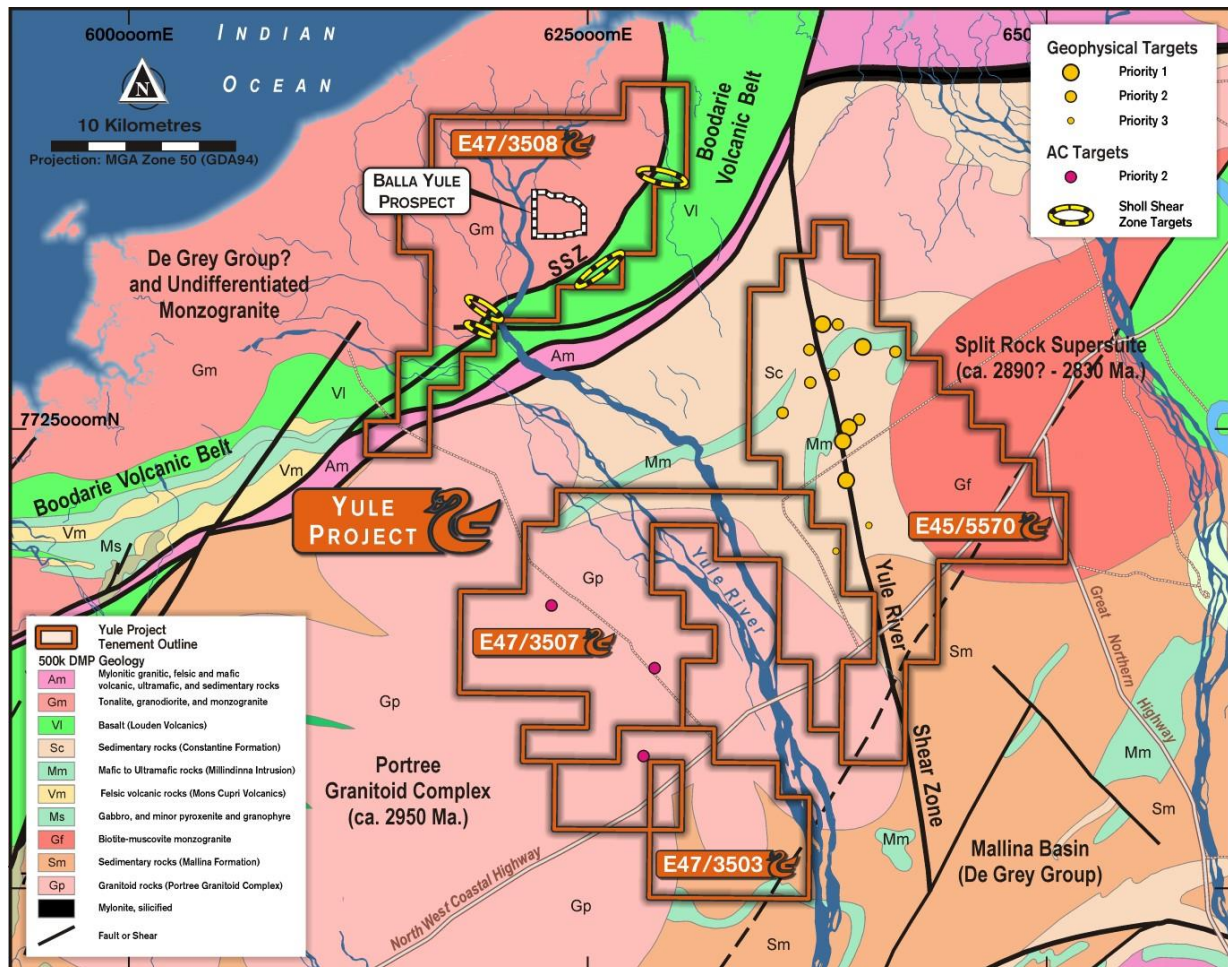 600000mE
625000mE
650
INDIAN
OCEAN
N
10 Kilometres
Projection: MGA Zone 50 (GDA94)
E47/3508
BALLA YULE
PROSPECT
Boodarie
Volcanic Belt
Gm
Vl
SSZ
De Grey Group?
and Undifferentiated
Monzogranite
Gm
Vl
Am
7725000mN
Boodarie Volcanic Belt
Vm
Am
Vm
Ms
Geophysical Targets
Priority 1
Priority 2
Priority 3
AC Targets
Priority 2
Sholl Shear
Zone Targets
Split Rock Supersuite
(ca. 2890? - 2830 Ma.)
Sc
Mm
Mm
Gf
YULE
PROJECT
E45/5570
Gp
Yule River
Yule River
Shear Zone
Great Northern
Highway
Sm
E47/3507
Gp
Gp
Mm
Sm
Portree
Granitoid Complex
(ca. 2950 Ma.)
Mm
Mallina Basin
(De Grey Group)
E47/3503
North West Coastal Highway
Gp
Sm
Yule Project
Tenement Outline
500k DMP Geology
Am Mylonitic granitic, felsic and mafic
volcanic, ultramafic, and sedimentary rocks
Gm Tonalite, granodiorite, and monzogranite
Vl Basalt (Louden Volcanics)
Sc Sedimentary rocks (Constantine Formation)
Mm Mafic to Ultramafic rocks (Millindinna Intrusion)
Vm Felsic volcanic rocks (Mons Cupri Volcanics)
Ms Gabbro, and minor pyroxenite and granophyre
Gf Biotite-muscovite monzogranite
Sm Sedimentary rocks (Mallina Formation)
Gp Granitoid rocks (Portree Granitoid Complex)
Mylonite, silicified
Fault or Shear